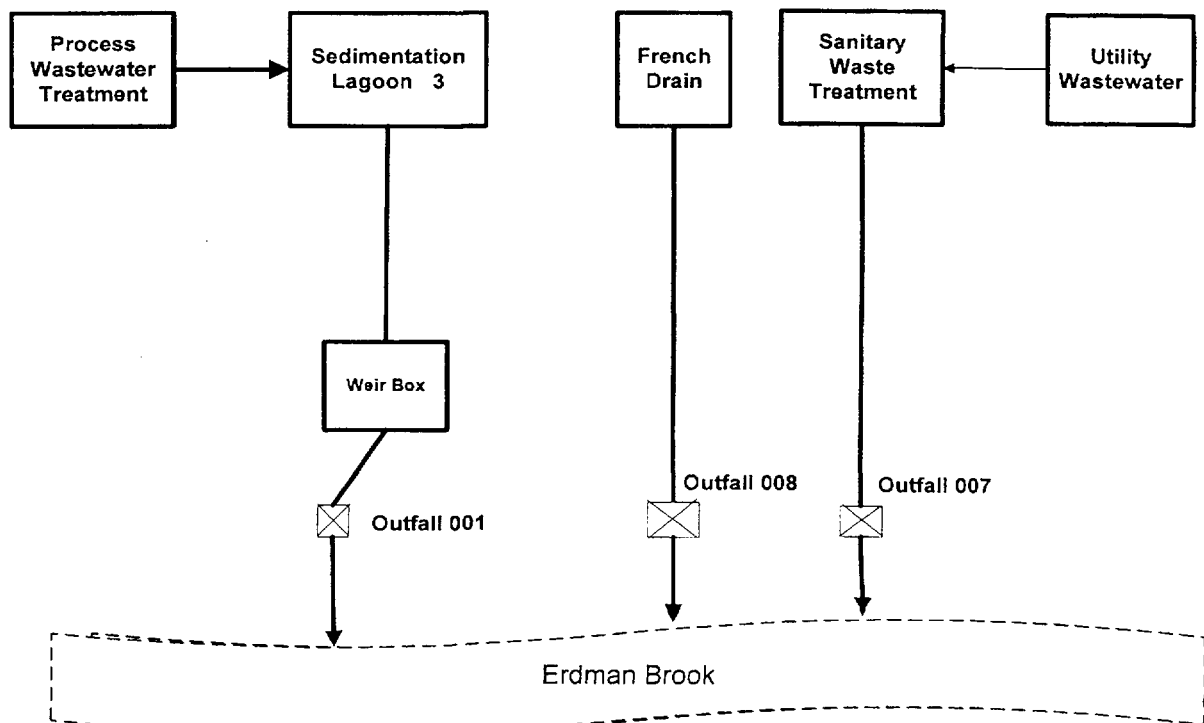 Process
Wastewater
Treatment
Sedimentation
Lagoon 3
French
Drain
Sanitary
Waste
Treatment
Utility
Wastewater
Weir Box
Outfall 001
Outfall 008
Outfall 007
Erdman Brook